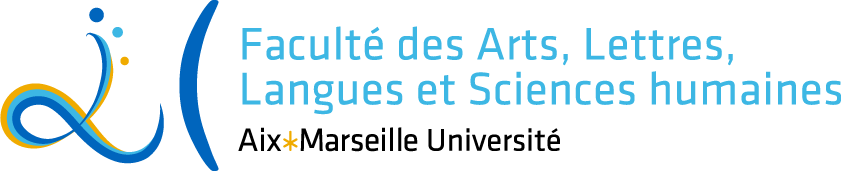 Faculté des Arts, Lettres,
Langues et Sciences humaines
Aix*Marseille Université